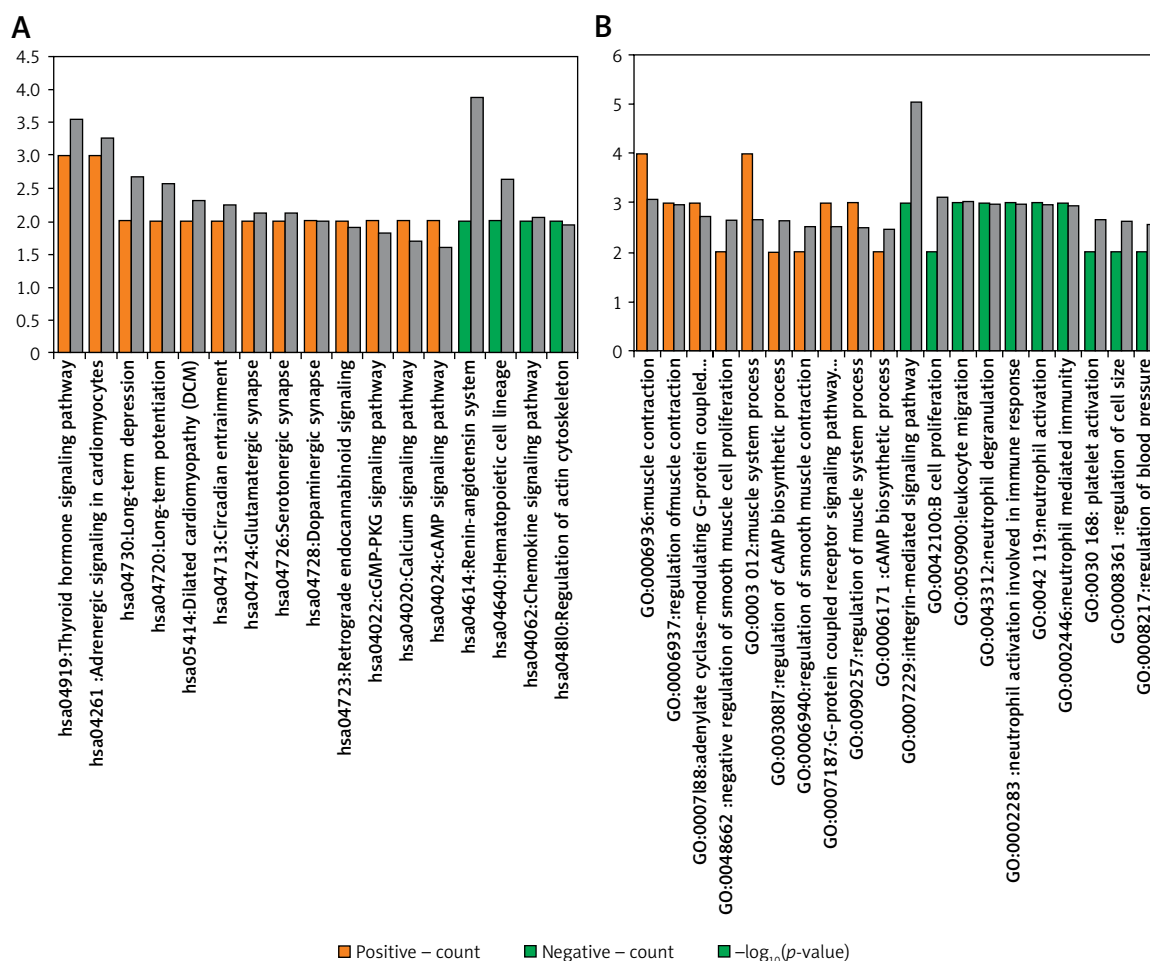 A
4.5
4.0
3.5
3.0
2.5
2.0
1.5
1.0
0.5
0
hsa04919:Thyroid hormone signaling pathway
hsa04261 :Adrenergic signaling in cardiomyocytes
hsa04730:Long-term depression
hsa04720:Long-term potentiation
hsa05414:Dilated cardiomyopathy (DCM)
hsa04713:Circadian entrainment
hsa04724:Glutamatergic synapse
hsa04726:Serotonergic synapse
hsa04728:Dopaminergic synapse
hsa04723:Retrograde endocannabinoid signaling
hsa04022:cGMP-PKG signaling pathway
hsa04020:Calcium signaling pathway
hsa04024:cAMP signaling pathway
hsa04614:Renin-angiotensin system
hsa04640:Hematopoietic cell lineage
hsa04062:Chemokine signaling pathway
hsa048l0:Regulation of actin cytoskeleton
B
6
5
4
3
2
1
0
GO:0006936:muscle contraction
GO:0006937:regulation ofmuscle contraction
GO:0007l88:adenylate cyclase-modulating G-protein coupled...
GO:0048662 :negative regulation of smooth muscle cell proliferation
GO:0003 012:muscle system process
GO:00308l7:regulation of cAMP biosynthetic process
GO:0006940:regulation of smooth muscle contraction
GO:0007187:G-protein coupled receptor signaling pathway...
GO:0090257:regulation of muscle system process
GO:0006171 :cAMP biosynthetic process
GO:0007229:integrin-mediated signaling pathway
GO:0042100:B cell proliferation
GO:0050900:leukocyte migration
GO:0043312:neutrophil degranulation
GO:0002283 :neutrophil activation involved in immune response
GO:0042 119:neutrophil activation
GO:0002446:neutrophil mediated immunity
GO:0030 168: platelet activation
GO:0008361 :regulation of cell size
GO:0008217:regulation of blood pressure
Positive – count Negative – count –log₁₀(p-value)